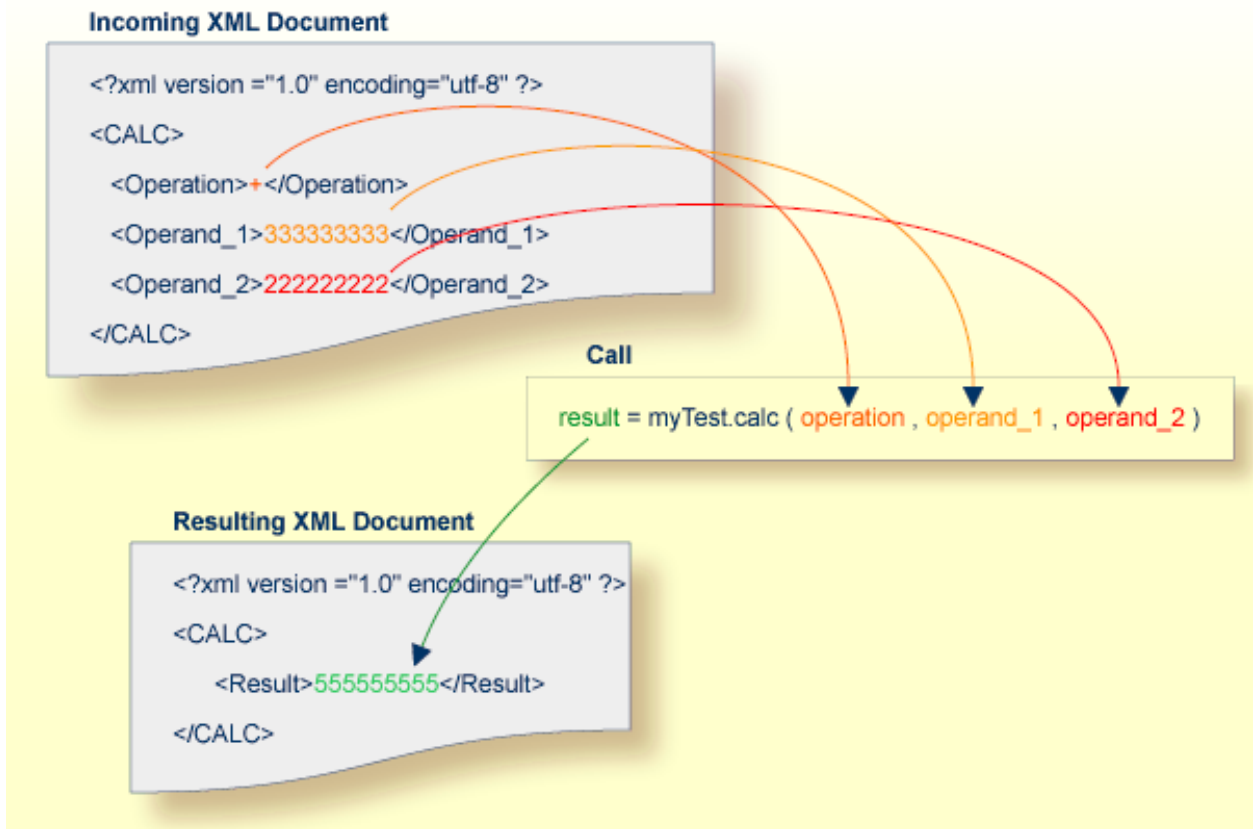 Incoming XML Document
<?xml version ="1.0" encoding="utf-8" ?>
<CALC>
<Operation>+</Operation>
<Operand_1>333333333</Operand_1>
<Operand_2>222222222</Operand_2>
</CALC>
Call
result = myTest.calc ( operation , operand_1 , operand_2 )
Resulting XML Document
<?xml version ="1.0" encoding="utf-8" ?>
<CALC>
<Result>555555555</Result>
</CALC>